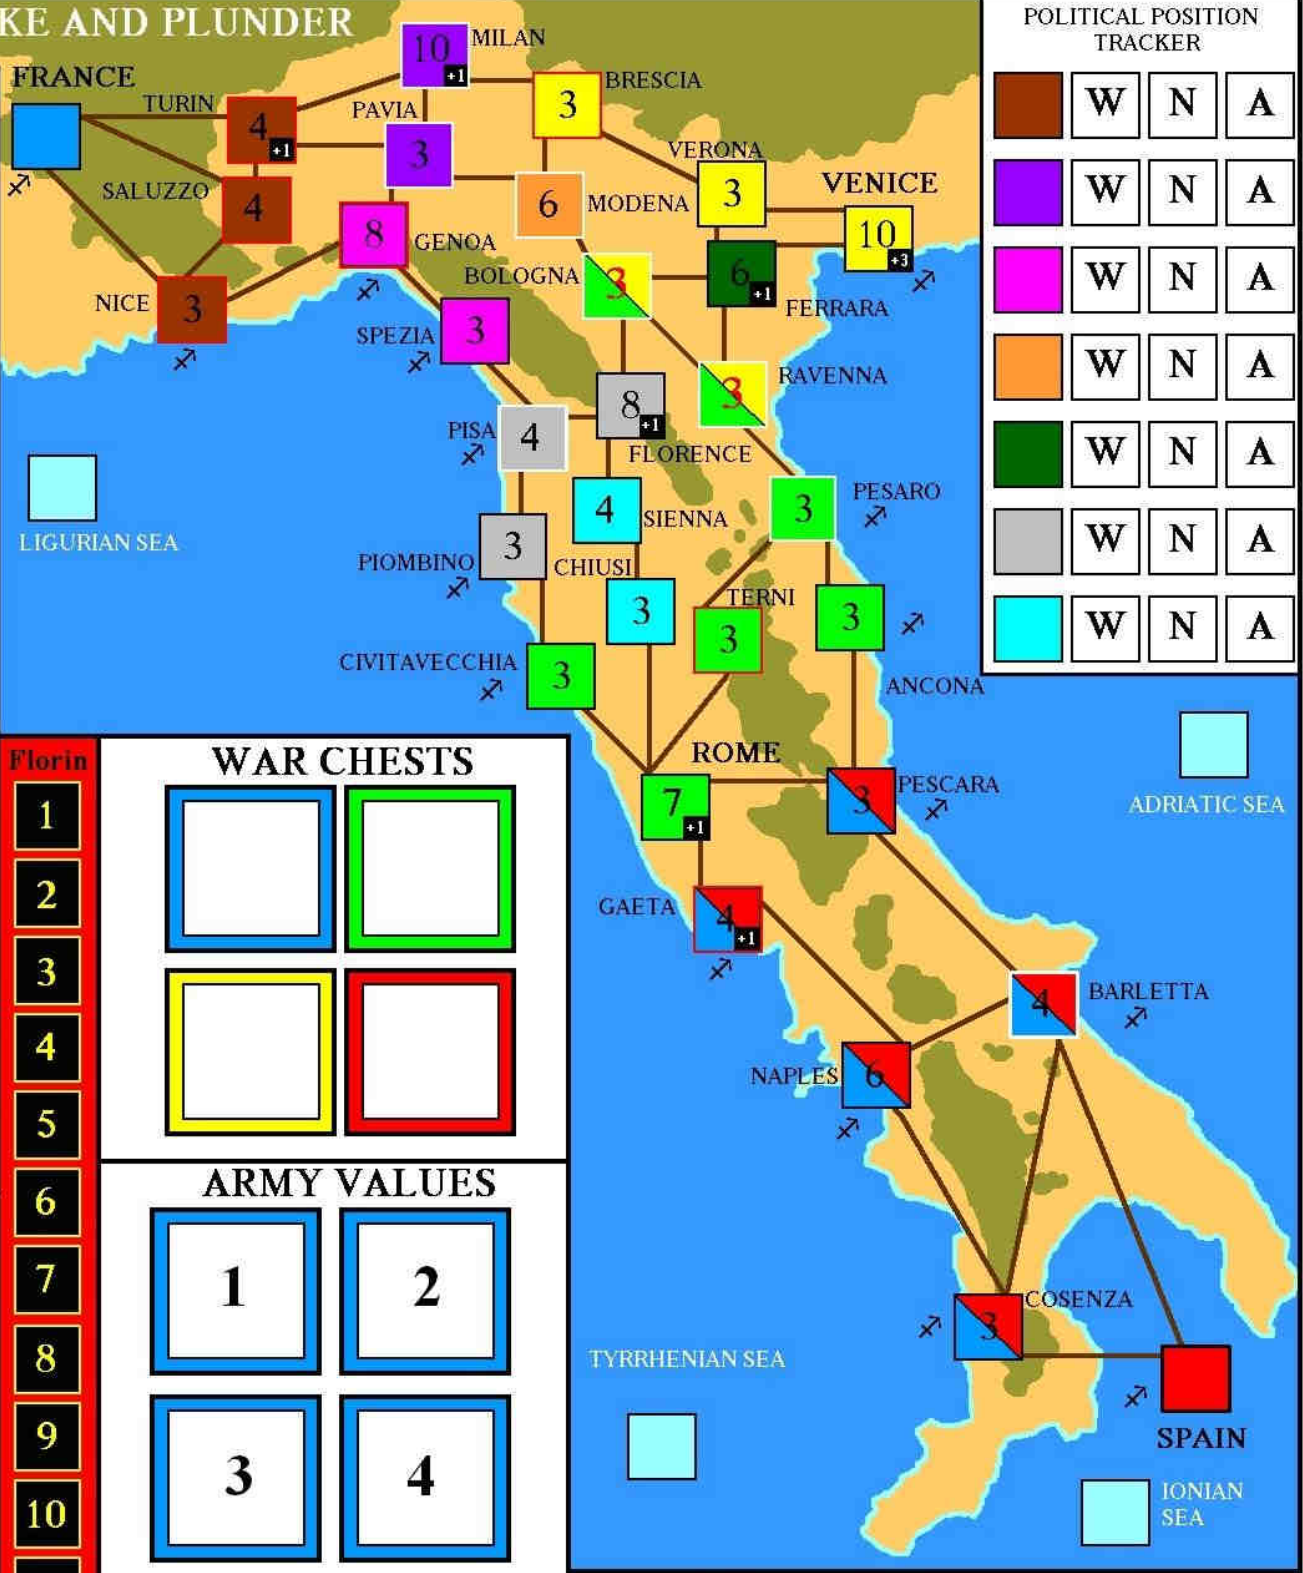 KE AND PLUNDER
POLITICAL POSITION
TRACKER
W N A
W N A
W N A
W N A
W N A
W N A
W N A
FRANCE
MILAN
10
+1
TURIN
4
+1
PAVIA
3
BRESCIA
3
SALUZZO
4
VERONA
3
VENICE
10
+3
MODENA
6
GENOA
8
NICE
3
BOLOGNA
3
FERRARA
6
+1
SPEZIA
3
RAVENNA
3
PISA
4
FLORENCE
8
+1
LIGURIAN SEA
SIENNA
4
PESARO
3
PIOMBINO
3
CHIUSI
3
TERNI
3
ANCONA
3
CIVITAVECCHIA
3
ROME
7
+1
PESCARA
3
ADRIATIC SEA
GAETA
4
+1
BARLETTA
4
NAPLES
6
COSENZA
3
TYRRHENIAN SEA
SPAIN
IONIAN
SEA
Florin
1
2
3
4
5
6
7
8
9
10
WAR CHESTS
ARMY VALUES
1 2
3 4